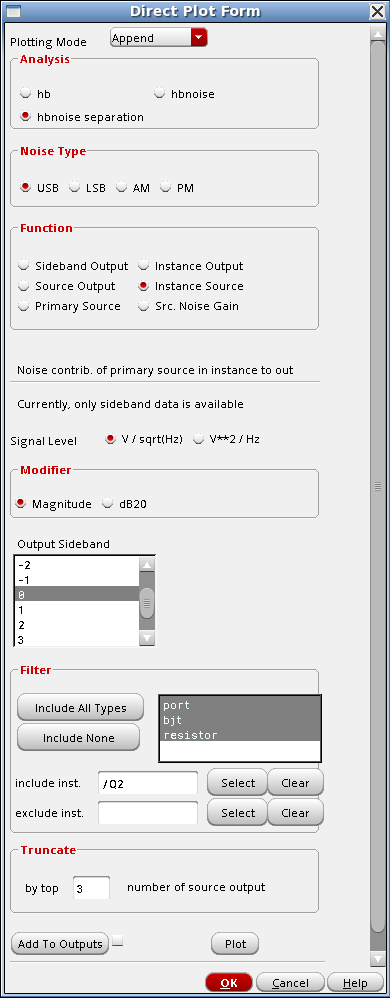 Direct Plot Form
Plotting Mode Append
Analysis
hb hbnoise
hbnoise separation
Noise Type
USB LSB AM PM
Function
Sideband Output Instance Output
Source Output Instance Source
Primary Source Src. Noise Gain
Noise contrib. of primary source in instance to out
Currently, only sideband data is available
Signal Level V / sqrt(Hz) V**2 / Hz
Modifier
Magnitude dB20
Output Sideband
-2
-1
0
1
2
3
Filter
Include All Types
Include None
port
bjt
resistor
include inst. /Q2 Select Clear
exclude inst. Select Clear
Truncate
by top 3 number of source output
Add To Outputs Plot
OK Cancel Help